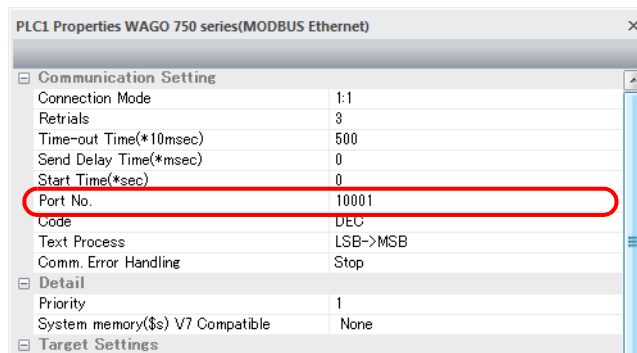 PLC1 Properties WAGO 750 series(MODBUS Ethernet)
Communication Setting
Connection Mode 1:1
Retrials 3
Time-out Time(*10msec) 500
Send Delay Time(*msec) 0
Start Time(*sec) 0
Port No. 10001
Code DEC
Text Process LSB->MSB
Comm. Error Handling Stop
Detail
Priority 1
System memory($s) V7 Compatible None
Target Settings